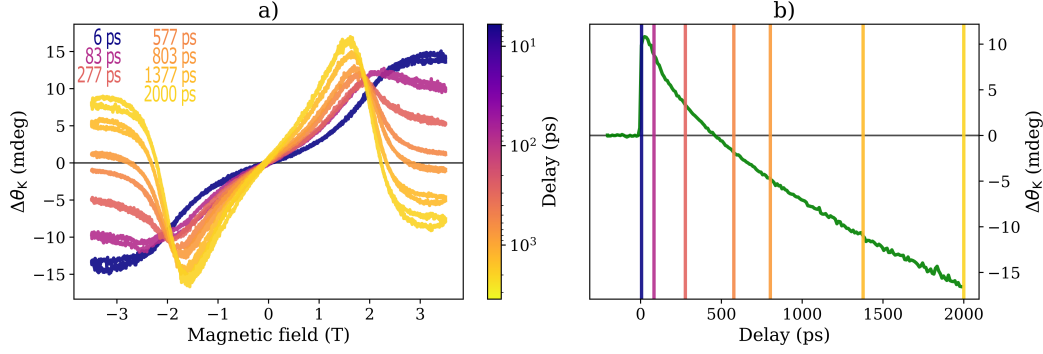 a)
6 ps
83 ps
277 ps
577 ps
803 ps
1377 ps
2000 ps
15
10
5
0
−5
−10
−15
ΔθK (mdeg)
−3
−2
−1
0
1
2
3
Magnetic field (T)
10¹
10²
10³
Delay (ps)
b)
10
5
0
−5
−10
−15
ΔθK (mdeg)
0
500
1000
1500
2000
Delay (ps)